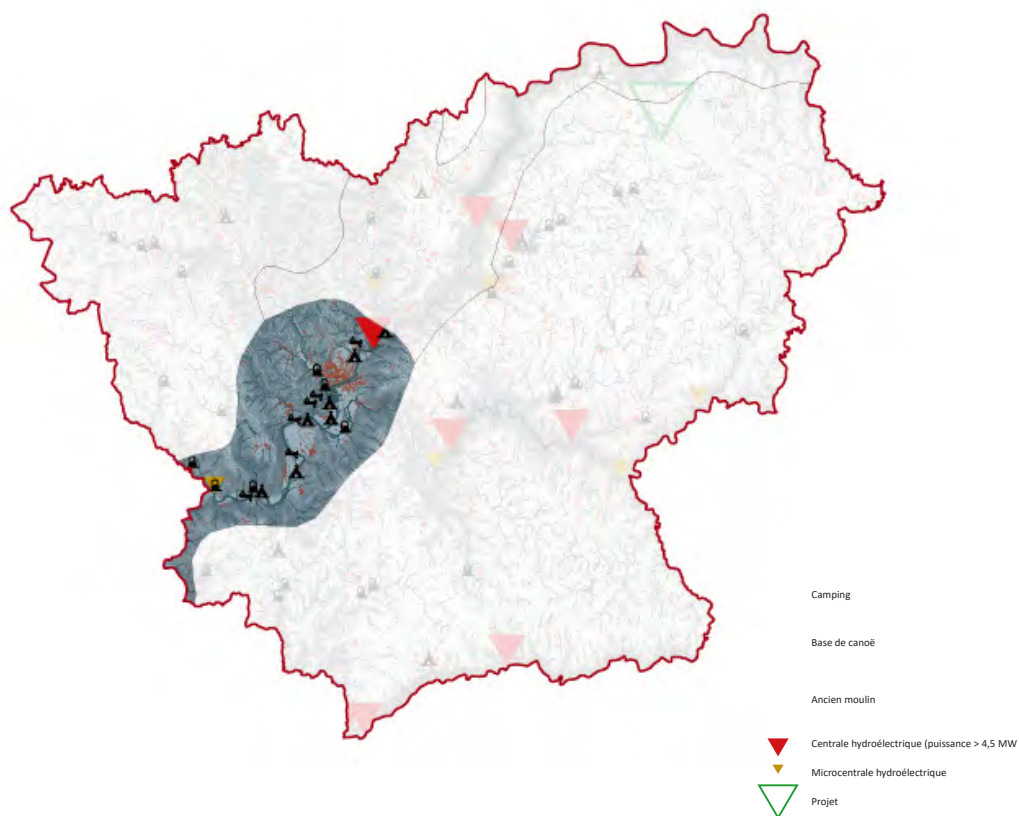 Camping
Base de canoë
Ancien moulin
Centrale hydroélectrique (puissance > 4,5 MW
Microcentrale hydroélectrique
Projet